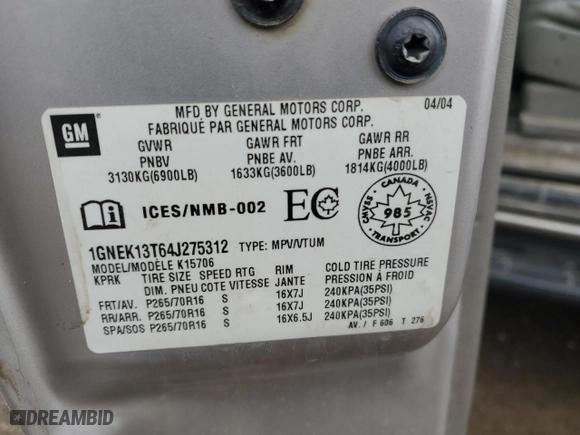 GM
MFD BY GENERAL MOTORS CORP. 04/04
FABRIQUÉ PAR GENERAL MOTORS CORP.
GVWR GAWR FRT GAWR RR
PNBV PNBE AV. PNBE ARR.
3130KG(6900LB) 1633KG(3600LB) 1814KG(4000LB)
ICES/NMB-002 EC
CANADA
CMVSS 985 NSVAC
TRANSPORT
1GNEK13T64J275312 TYPE: MPV/VTUM
MODEL/MODÈLE K15706
KPRK TIRE SIZE SPEED RTG RIM COLD TIRE PRESSURE
DIM. PNEU COTE VITESSE JANTE PRESSION À FROID
FRT/AV. P265/70R16 S 16X7J 240KPA(35PSI)
RR/ARR. P265/70R16 S 16X7J 240KPA(35PSI)
SPA/SOS P265/70R16 S 16X6.5J 240KPA(35PSI)
AV./ F 606 T 276
DREAMBID